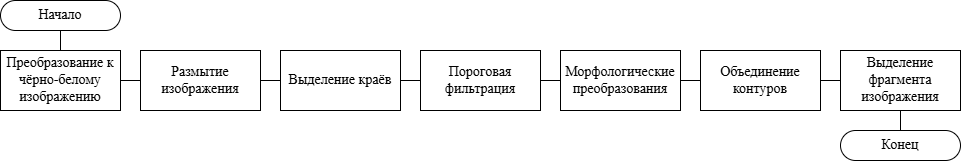 Начало
Преобразование к
чёрно-белому
изображению
Размытие
изображения
Выделение краёв
Пороговая
фильтрация
Морфологические
преобразования
Объединение
контуров
Выделение
фрагмента
изображения
Конец